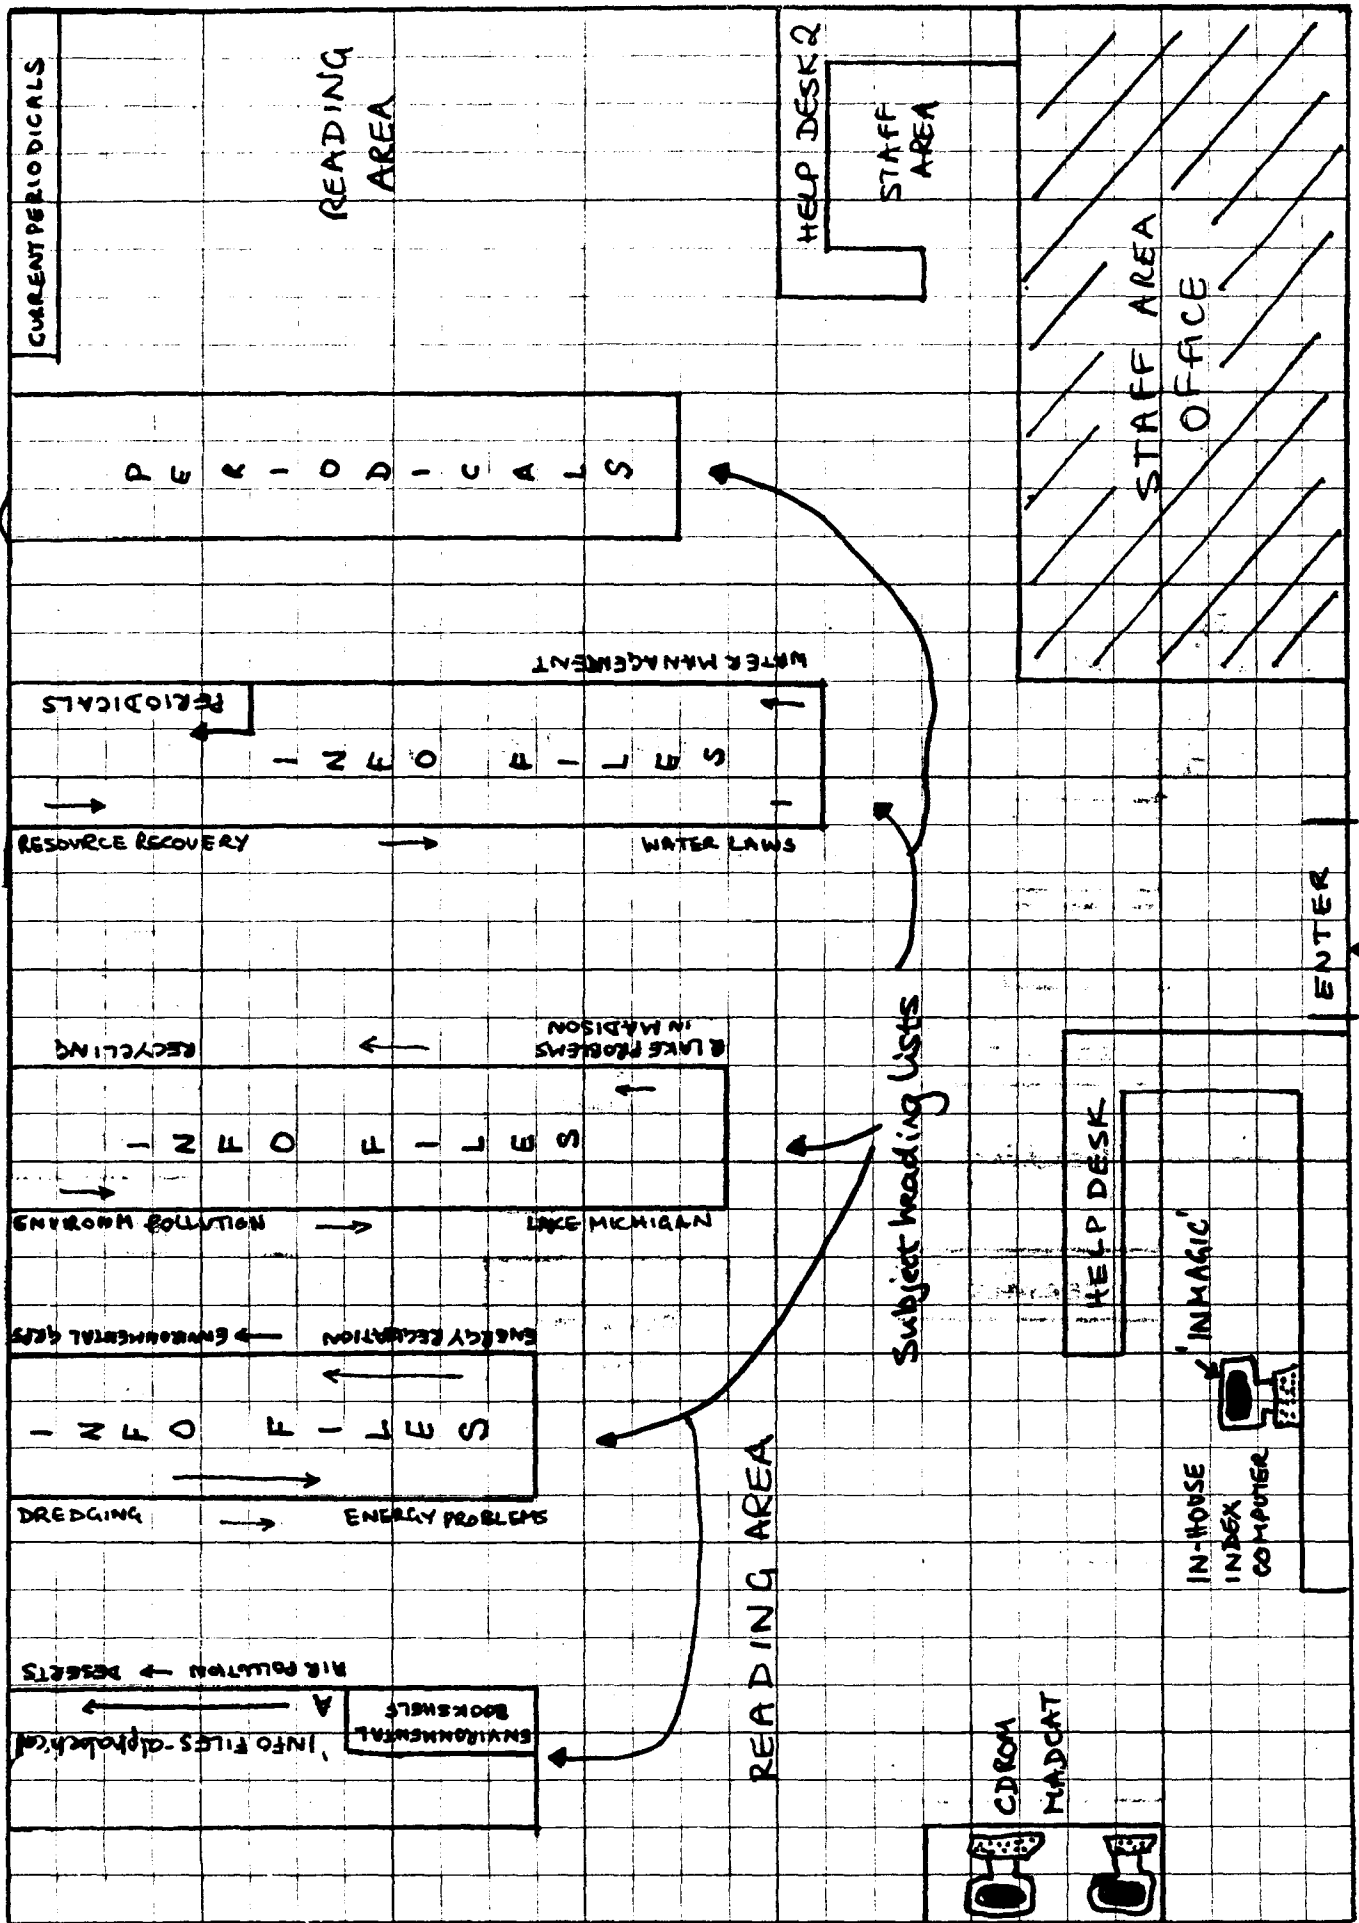 'INFO FILES - alphabetical
A
AIR POLLUTION → DESERTS
ENVIRONMENTAL
BOOKSHELF
DREDGING → ENERGY PROBLEMS
INFO FILES
ENERGY REGULATION → ENVIRONMENTAL GRPS
ENVIRONM POLLUTION → LAKE MICHIGAN
INFO FILES
& LAKE PROBLEMS
IN MADISON → RECYCLING
RESOURCE RECOVERY → WATER LAWS
INFO FILES
WATER MANAGEMENT
PERIODICALS
PERIODICALS
CURRENT PERIODICALS
READING
AREA
READING AREA
Subject heading lists
HELP DESK 2
STAFF
AREA
CDROM
MADCAT
HELP DESK
'INMAGIC'
IN-HOUSE
INDEX
COMPUTER
ENTER
STAFF AREA
OFFICE